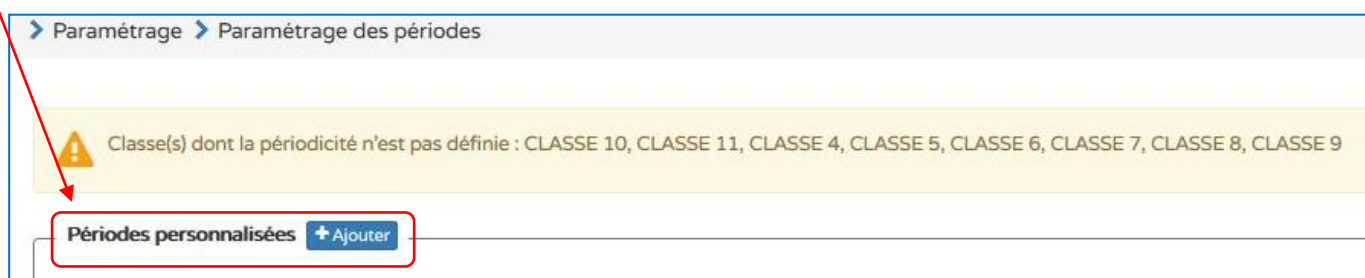 Paramétrage Paramétrage des périodes
Classe(s) dont la périodicité n'est pas définie : CLASSE 10, CLASSE 11, CLASSE 4, CLASSE 5, CLASSE 6, CLASSE 7, CLASSE 8, CLASSE 9
Périodes personnalisées +Ajouter